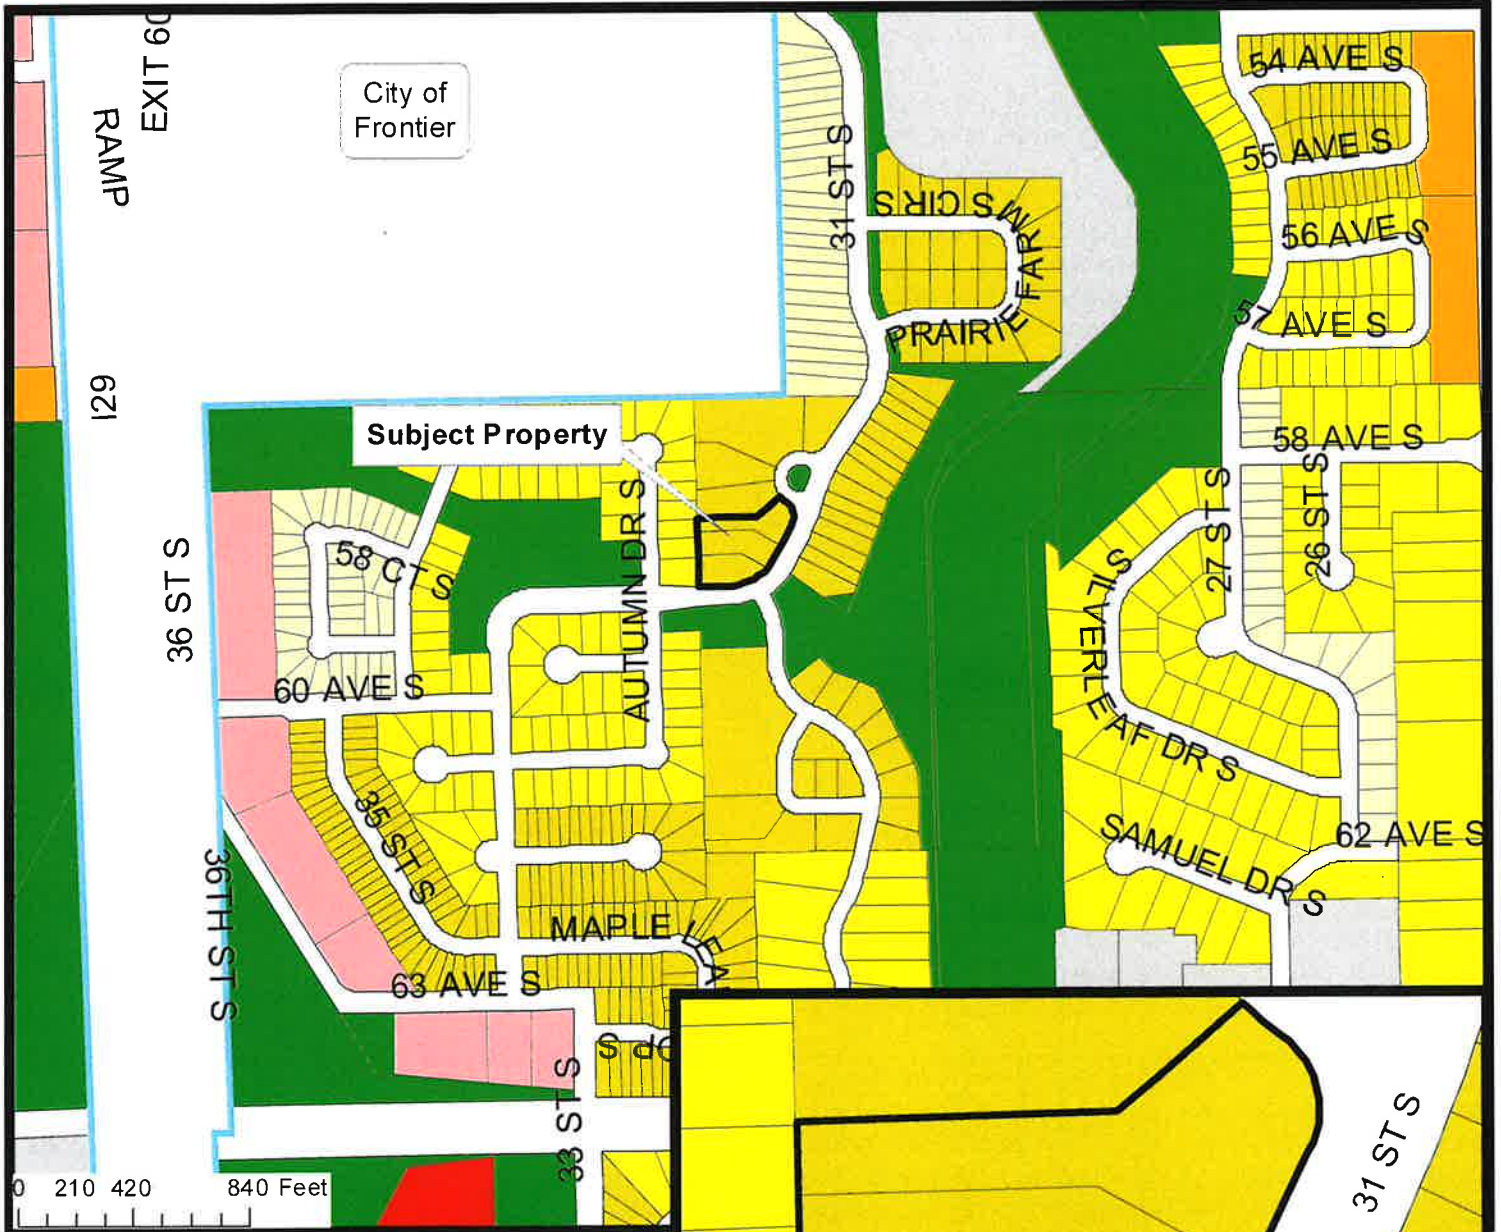 EXIT 60
RAMP
City of
Frontier
I29
36 ST S
36TH ST S
Subject Property
31 ST S
PRAIRIE FARMS CIR S
54 AVE S
55 AVE S
56 AVE S
57 AVE S
58 AVE S
58 CT S
AUTUMN DR S
27 ST S
26 ST S
SILVERLEAF DR S
60 AVE S
35 ST S
SAMUEL DR S
62 AVE S
MAPLE LEA
63 AVE S
OP S
33 ST S
31 ST S
0 210 420 840 Feet